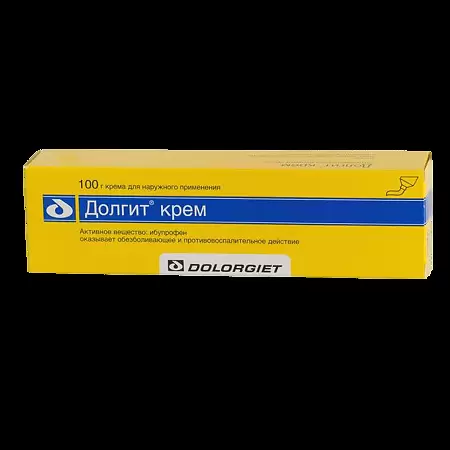 100 г крема для наружного применения
Долгит® крем
Активное вещество: ибупрофен
оказывает обезболивающее и противовоспалительное действие
DOLORGIET